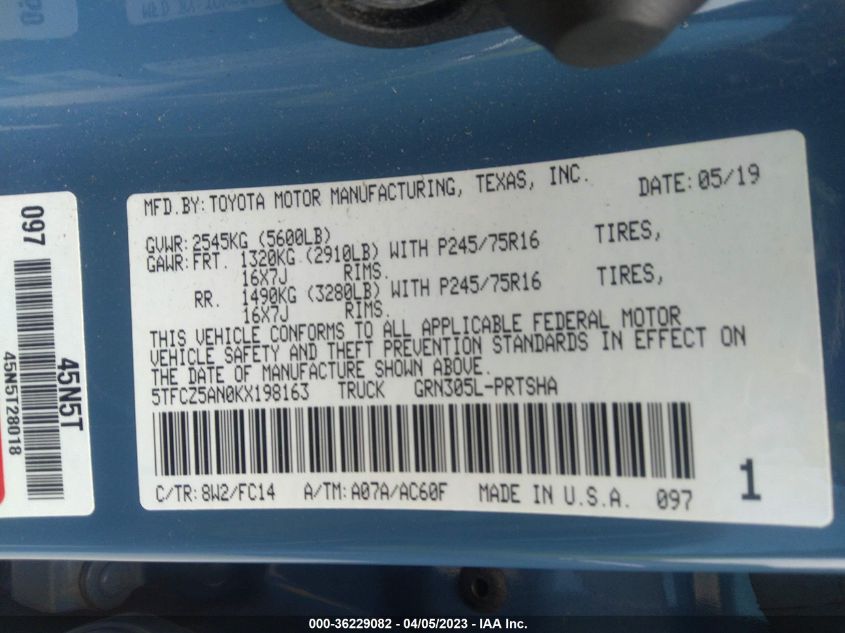 MFD.BY: TOYOTA MOTOR MANUFACTURING, TEXAS, INC. DATE: 05/19
GVWR: 2545KG (5600LB)
GAWR: FRT. 1320KG (2910LB) WITH P245/75R16 TIRES,
16X7J RIMS.
RR. 1490KG (3280LB) WITH P245/75R16 TIRES,
16X7J RIMS.
THIS VEHICLE CONFORMS TO ALL APPLICABLE FEDERAL MOTOR
VEHICLE SAFETY AND THEFT PREVENTION STANDARDS IN EFFECT ON
THE DATE OF MANUFACTURE SHOWN ABOVE.
5TFCZ5AN0KX198163 TRUCK GRN305L-PRTSHA
C/TR: 8W2/FC14 A/TM: A07A/AC60F MADE IN U.S.A. 097 1
097
45N5T
45N5T28018
000-36229082 - 04/05/2023 - IAA Inc.